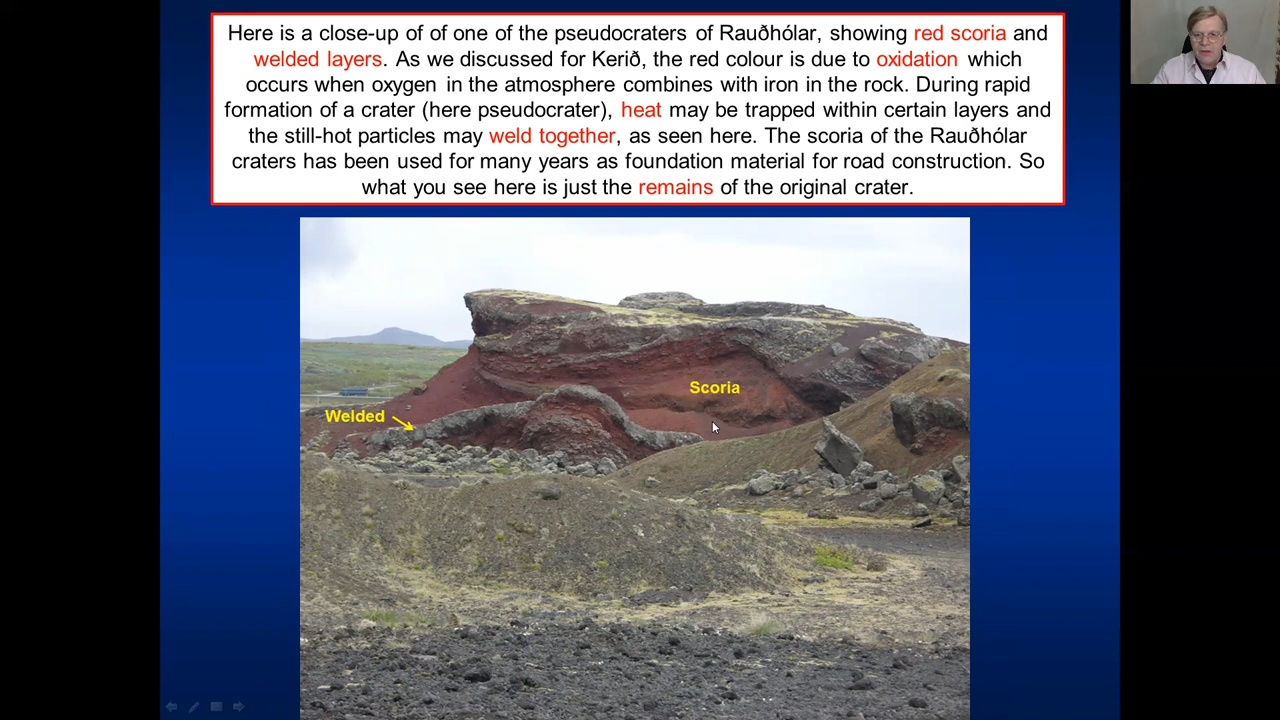 Here is a close-up of of one of the pseudocraters of Rauðhólar, showing red scoria and
welded layers. As we discussed for Kerið, the red colour is due to oxidation which
occurs when oxygen in the atmosphere combines with iron in the rock. During rapid
formation of a crater (here pseudocrater), heat may be trapped within certain layers and
the still-hot particles may weld together, as seen here. The scoria of the Rauðhólar
craters has been used for many years as foundation material for road construction. So
what you see here is just the remains of the original crater.
Scoria
Welded